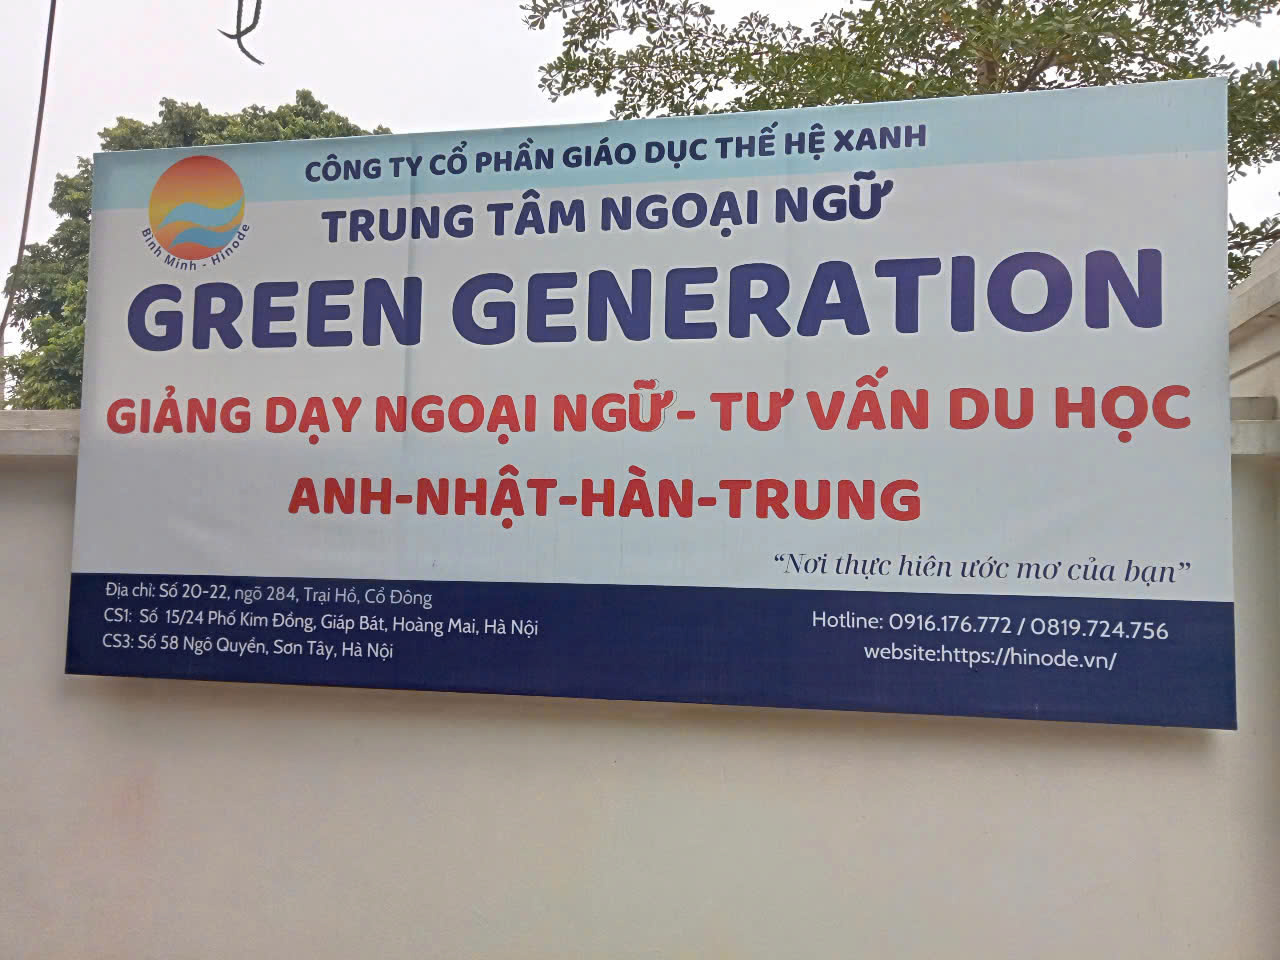 CÔNG TY CỔ PHẦN GIÁO DỤC THẾ HỆ XANH
Bình Minh - Hinode
TRUNG TÂM NGOẠI NGỮ
GREEN GENERATION
GIẢNG DẠY NGOẠI NGỮ - TƯ VẤN DU HỌC
ANH-NHẬT-HÀN-TRUNG
“Nơi thực hiên ước mơ của bạn”
Địa chỉ: Số 20-22, ngõ 284, Trại Hồ, Cổ Đông
CS1: Số 15/24 Phố Kim Đồng, Giáp Bát, Hoàng Mai, Hà Nội
CS3: Số 58 Ngô Quyền, Sơn Tây, Hà Nội
Hotline: 0916.176.772 / 0819.724.756
website:https://hinode.vn/